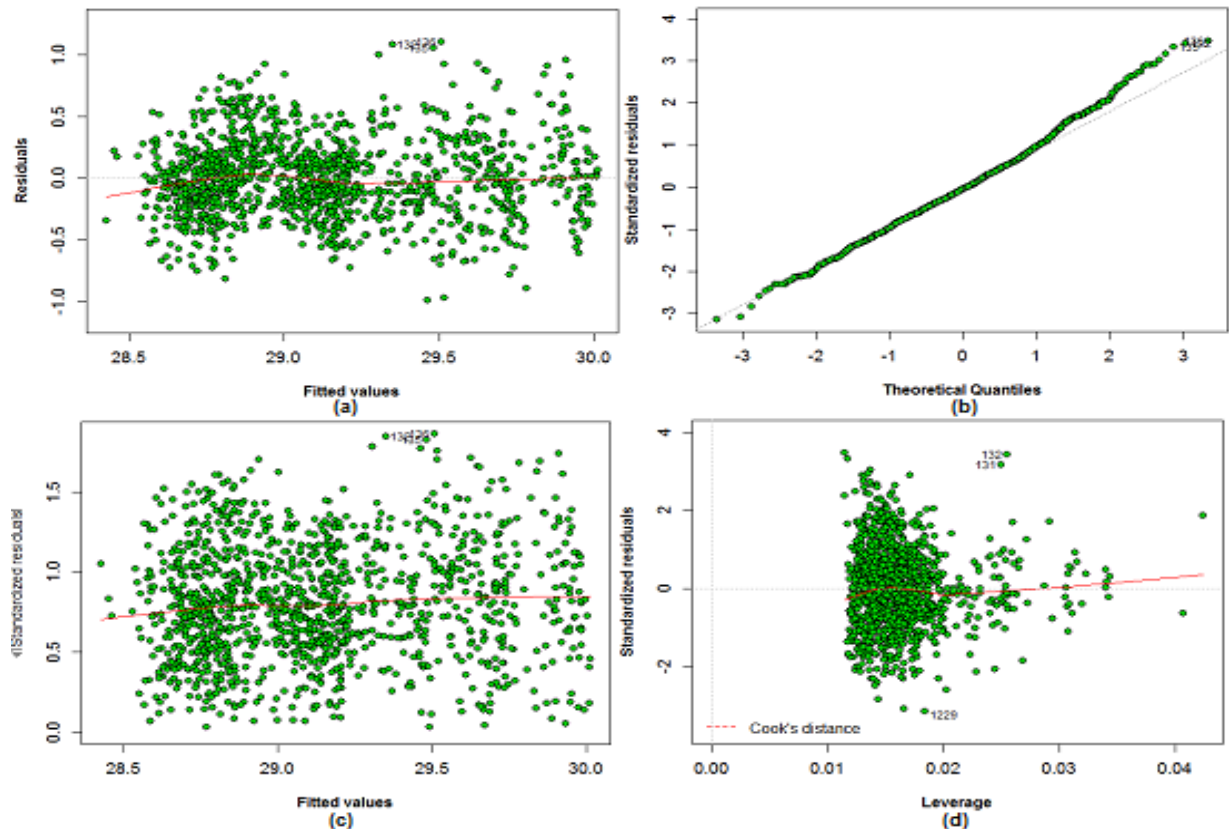 Residuals
1.0
0.5
0.0
-0.5
-1.0
28.5 29.0 29.5 30.0
Fitted values
(a)
Standardized residuals
4
3
2
1
0
-1
-2
-3
-3 -2 -1 0 1 2 3
Theoretical Quantiles
(b)
Standardized residuals
1.5
1.0
0.5
0.0
28.5 29.0 29.5 30.0
Fitted values
(c)
Standardized residuals
4
2
0
-2
132
131
1229
Cook's distance
0.00 0.01 0.02 0.03 0.04
Leverage
(d)